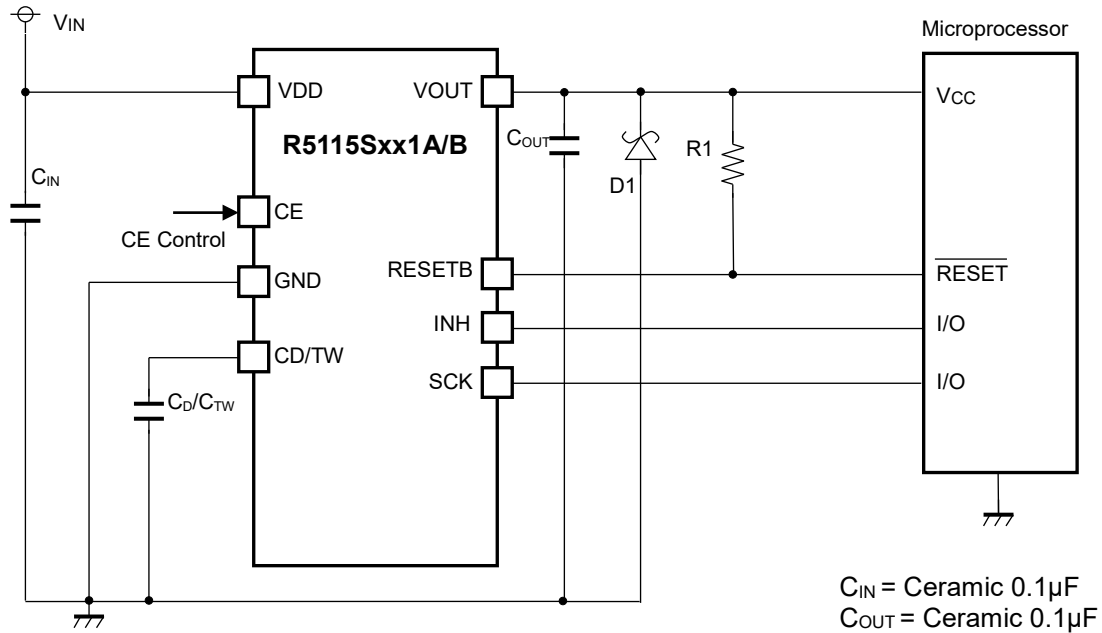 VIN
Microprocessor
VDD
VOUT
VCC
R5115Sxx1A/B
COUT
R1
CIN
D1
CE
CE Control
GND
RESETB
RESET
INH
I/O
CD/TW
SCK
I/O
CD/CTW
CIN = Ceramic 0.1µF
COUT = Ceramic 0.1µF